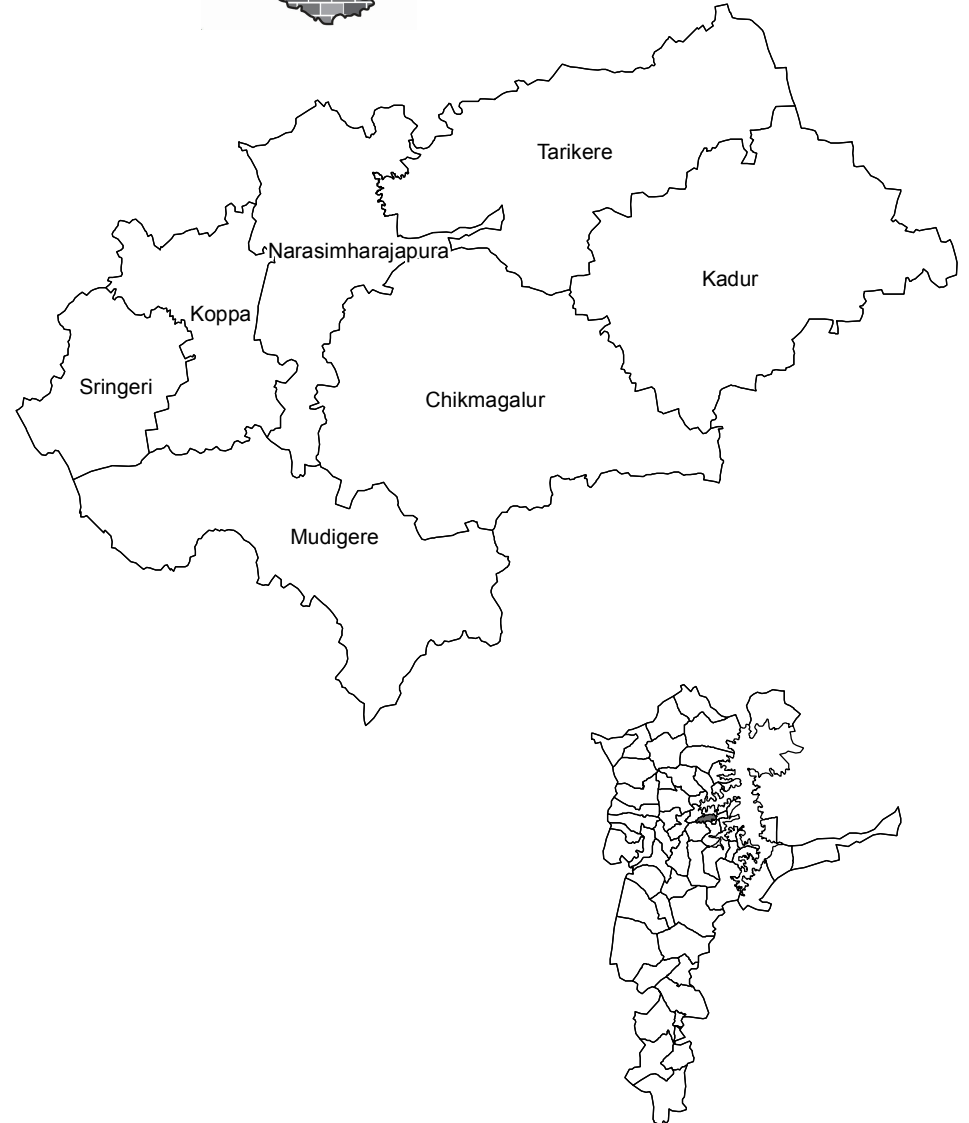 Tarikere
Narasimharajapura
Kadur
Koppa
Sringeri
Chikmagalur
Mudigere